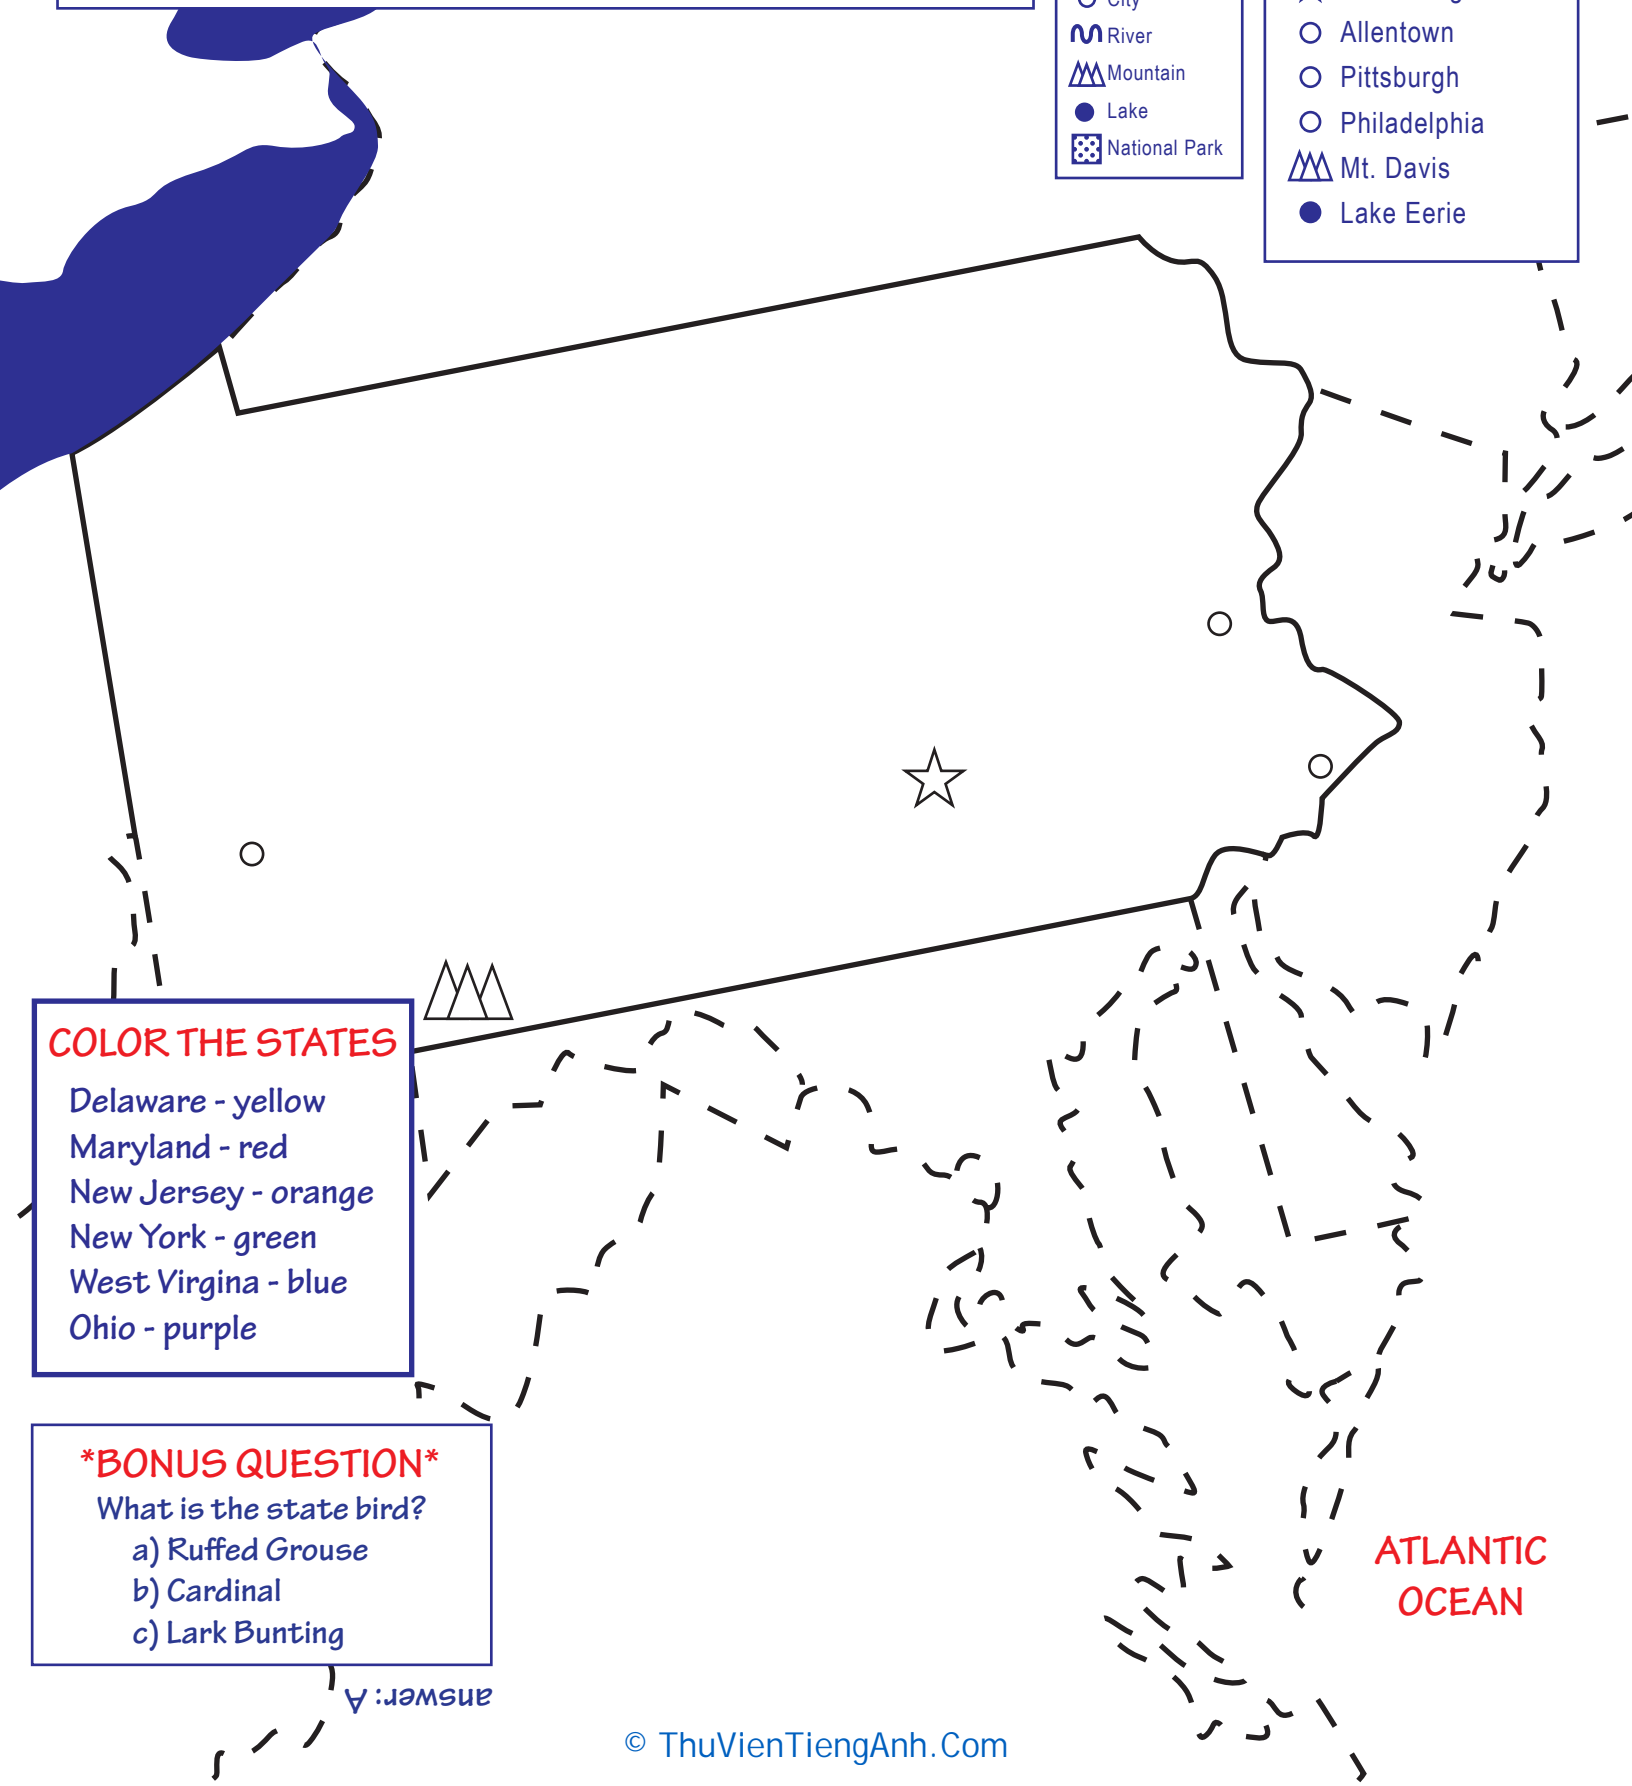 City
River
Mountain
Lake
National Park
Allentown
Pittsburgh
Philadelphia
Mt. Davis
Lake Eerie
COLOR THE STATES
Delaware - yellow
Maryland - red
New Jersey - orange
New York - green
West Virgina - blue
Ohio - purple
*BONUS QUESTION*
What is the state bird?
a) Ruffed Grouse
b) Cardinal
c) Lark Bunting
answer: A
ATLANTIC
OCEAN
© ThuVienTiengAnh.Com